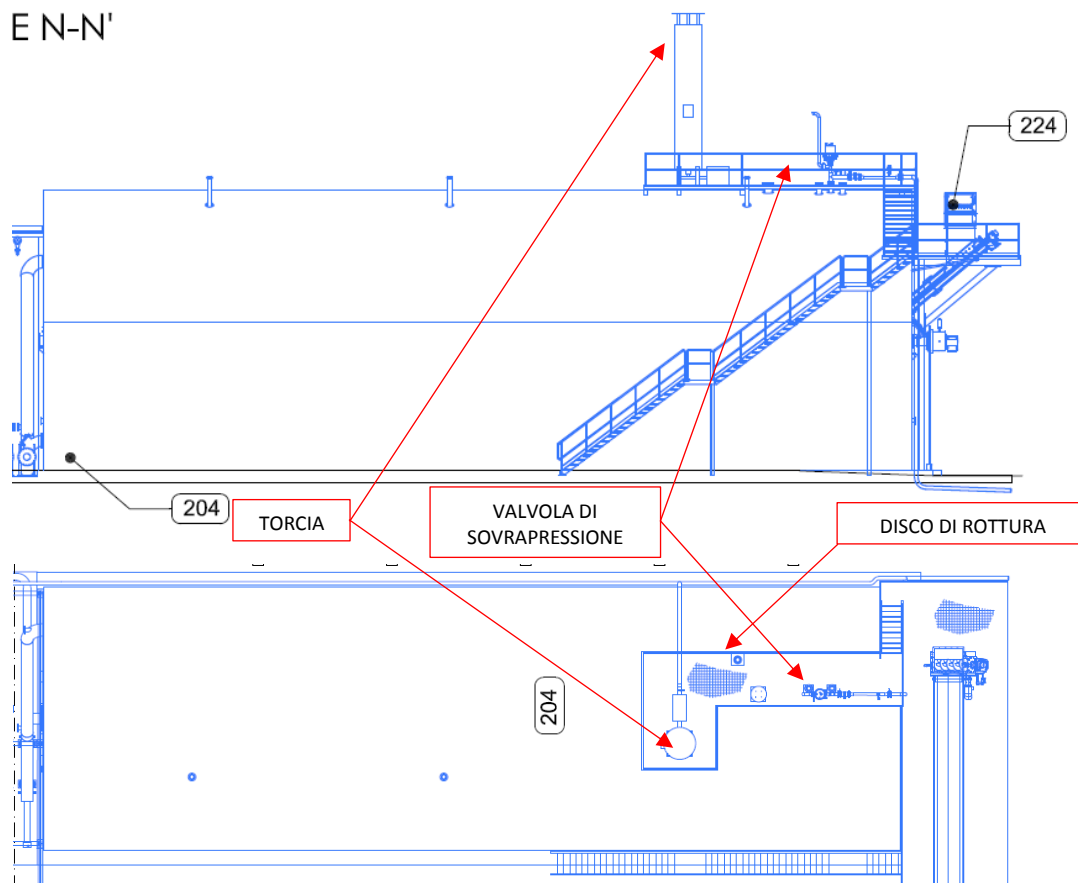 E N-N'
224
204
TORCIA
VALVOLA DI
SOVRAPRESSIONE
DISCO DI ROTTURA
204